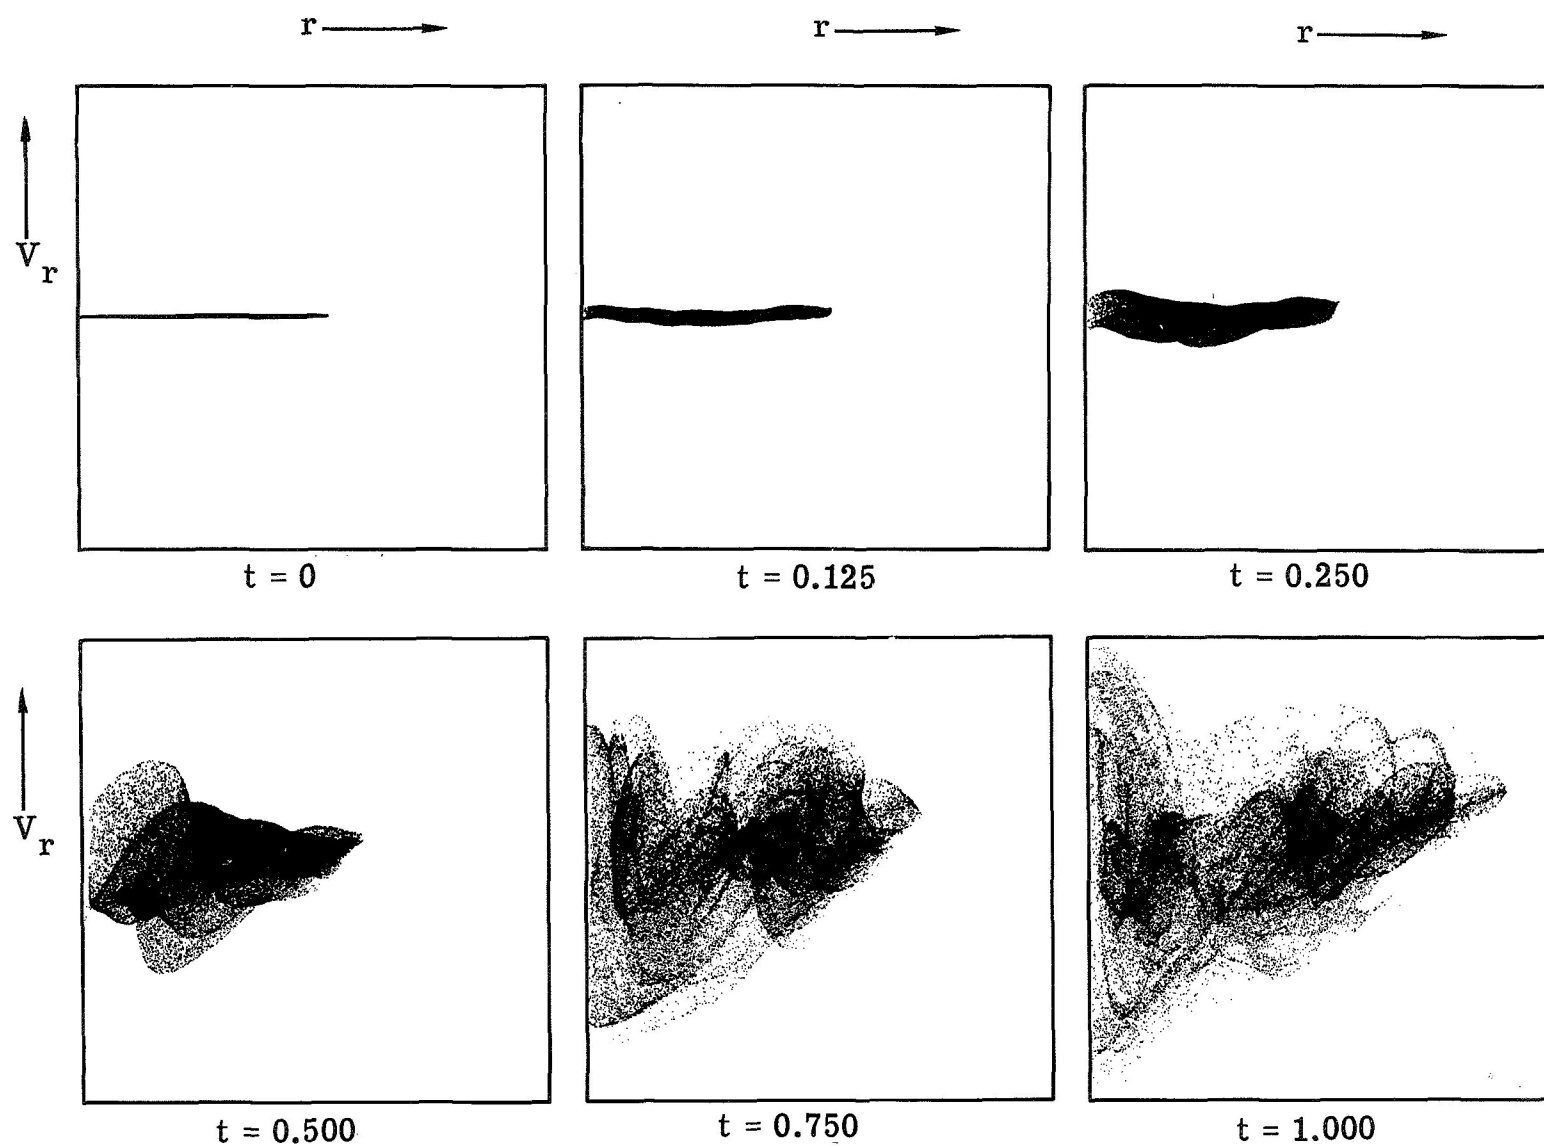 r
r
r
V r
t = 0
t = 0.125
t = 0.250
V r
t = 0.500
t = 0.750
t = 1.000